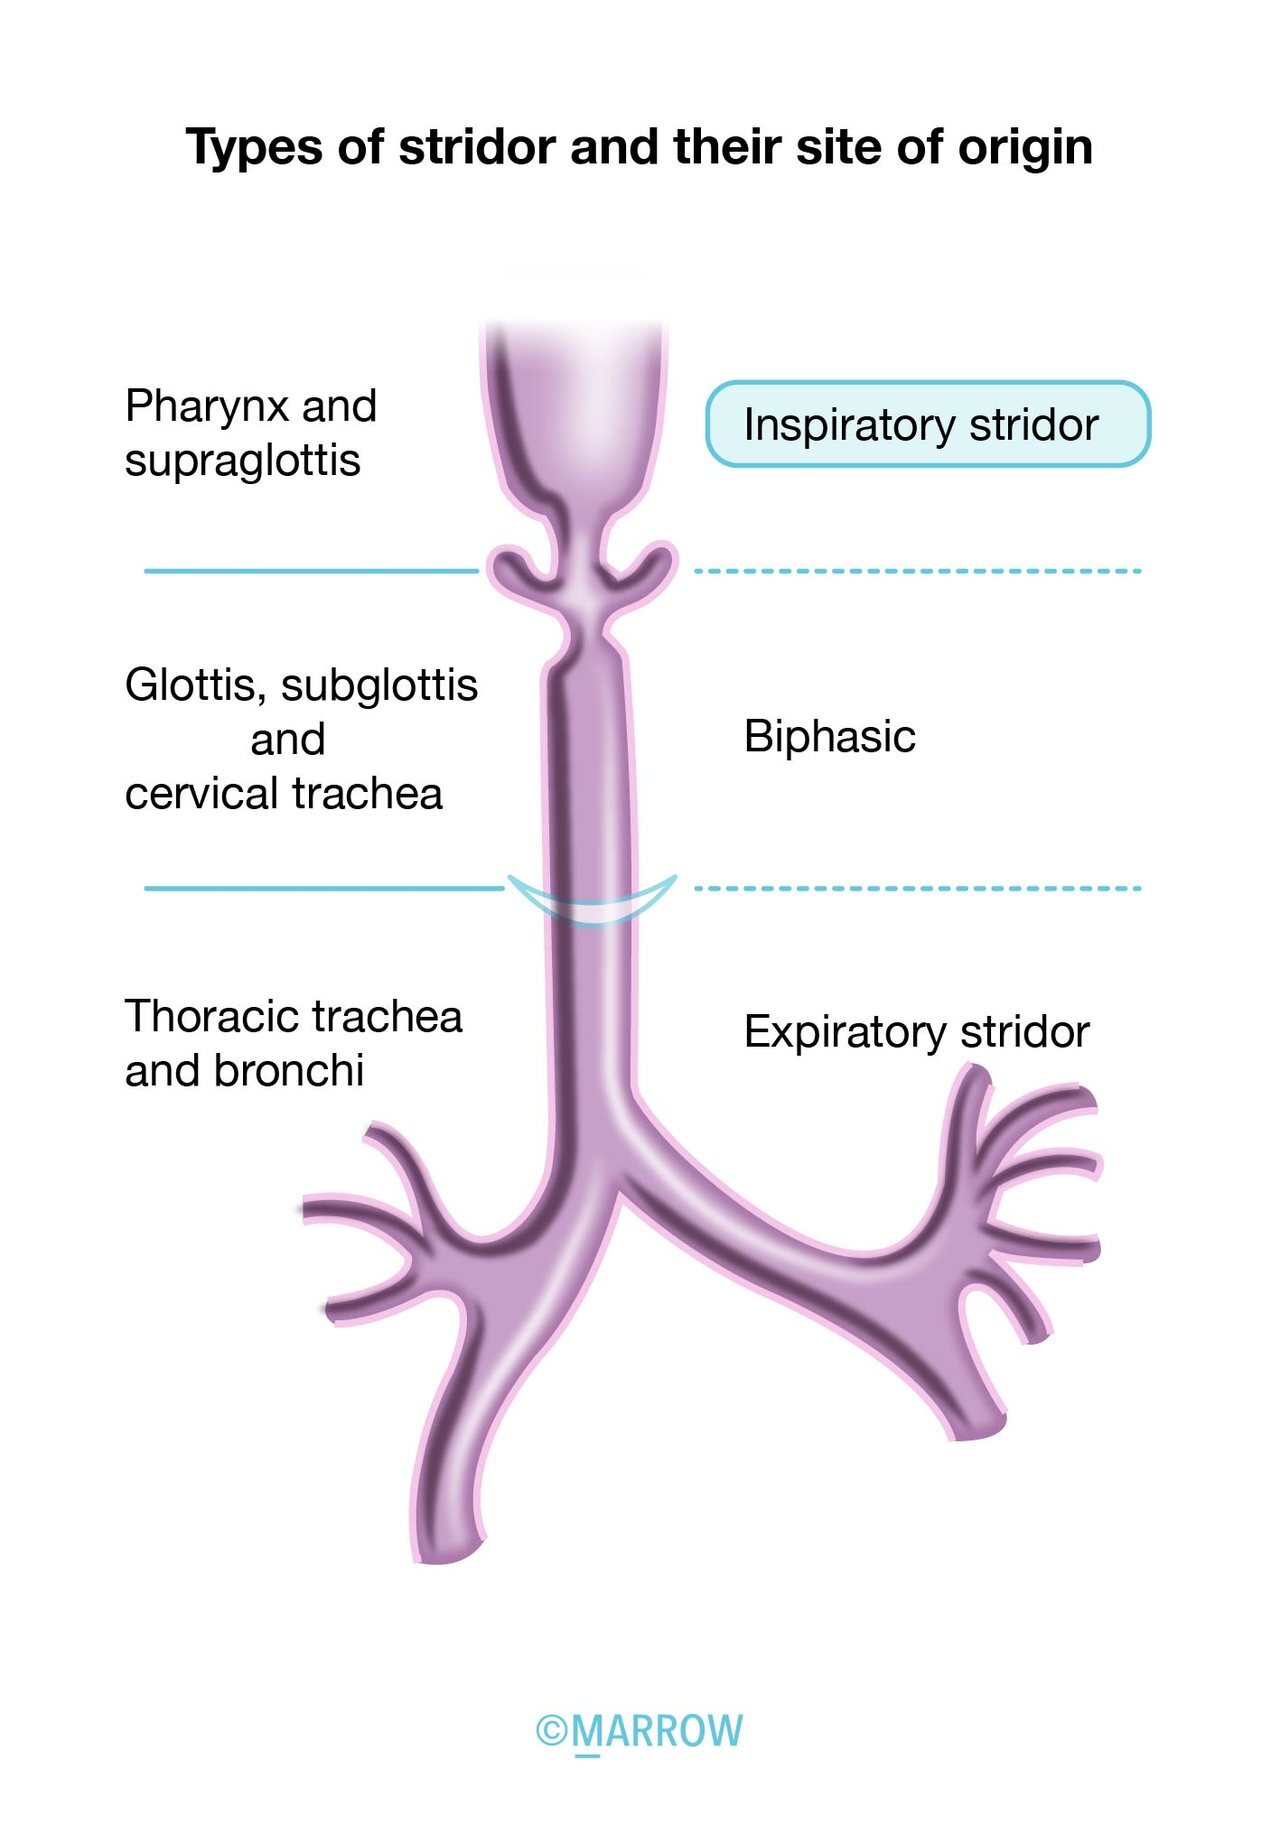 Types of stridor and their site of origin
Pharynx and
supraglottis
Inspiratory stridor
Glottis, subglottis
and
cervical trachea
Biphasic
Thoracic trachea
and bronchi
Expiratory stridor
©MARROW